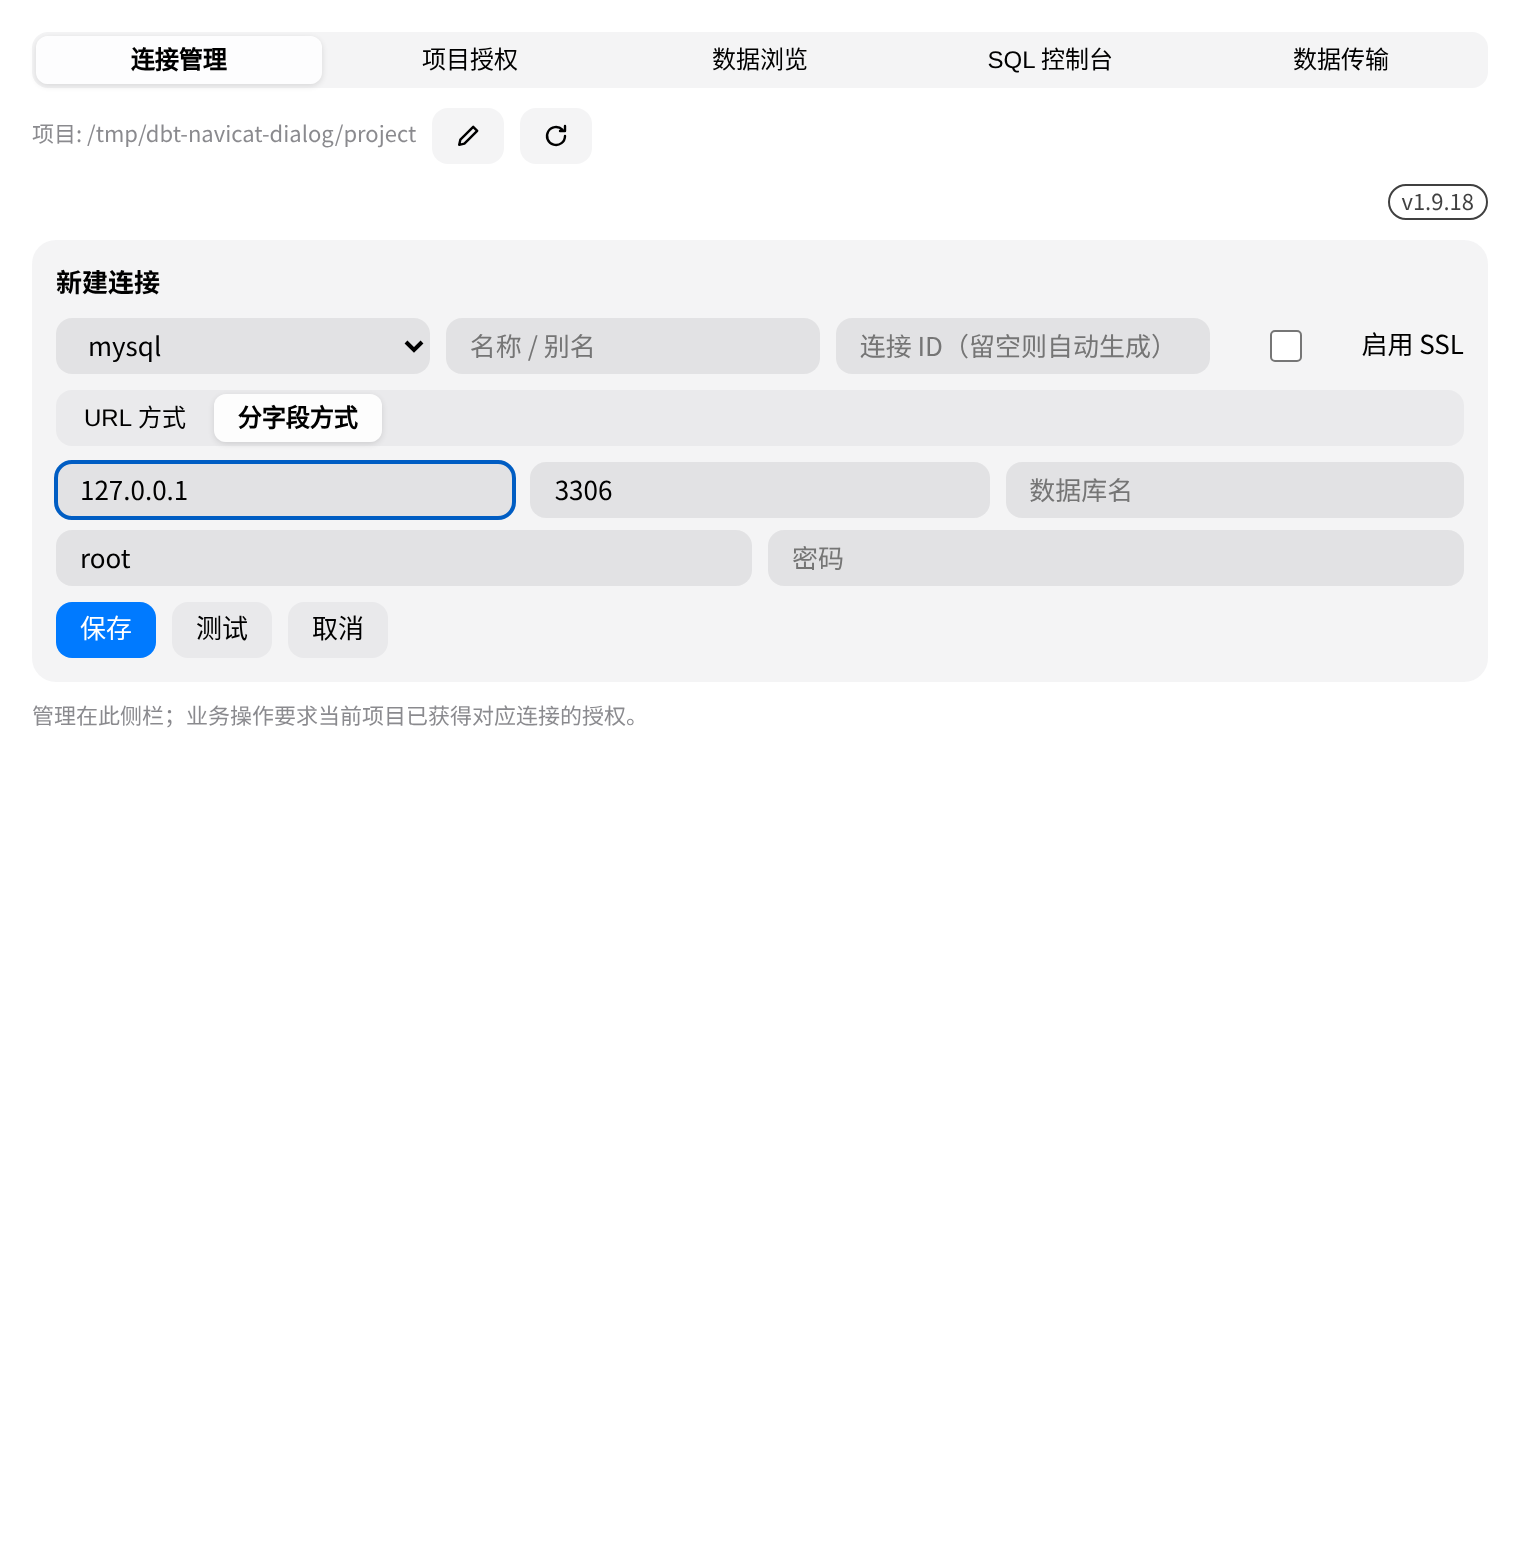 连接管理 项目授权 数据浏览 SQL 控制台 数据传输
项目: /tmp/dbt-navicat-dialog/project
v1.9.18
新建连接
mysql 名称 / 别名 连接 ID（留空则自动生成） 启用 SSL
URL 方式 分字段方式
127.0.0.1 3306 数据库名
root 密码
保存 测试 取消
管理在此侧栏；业务操作要求当前项目已获得对应连接的授权。